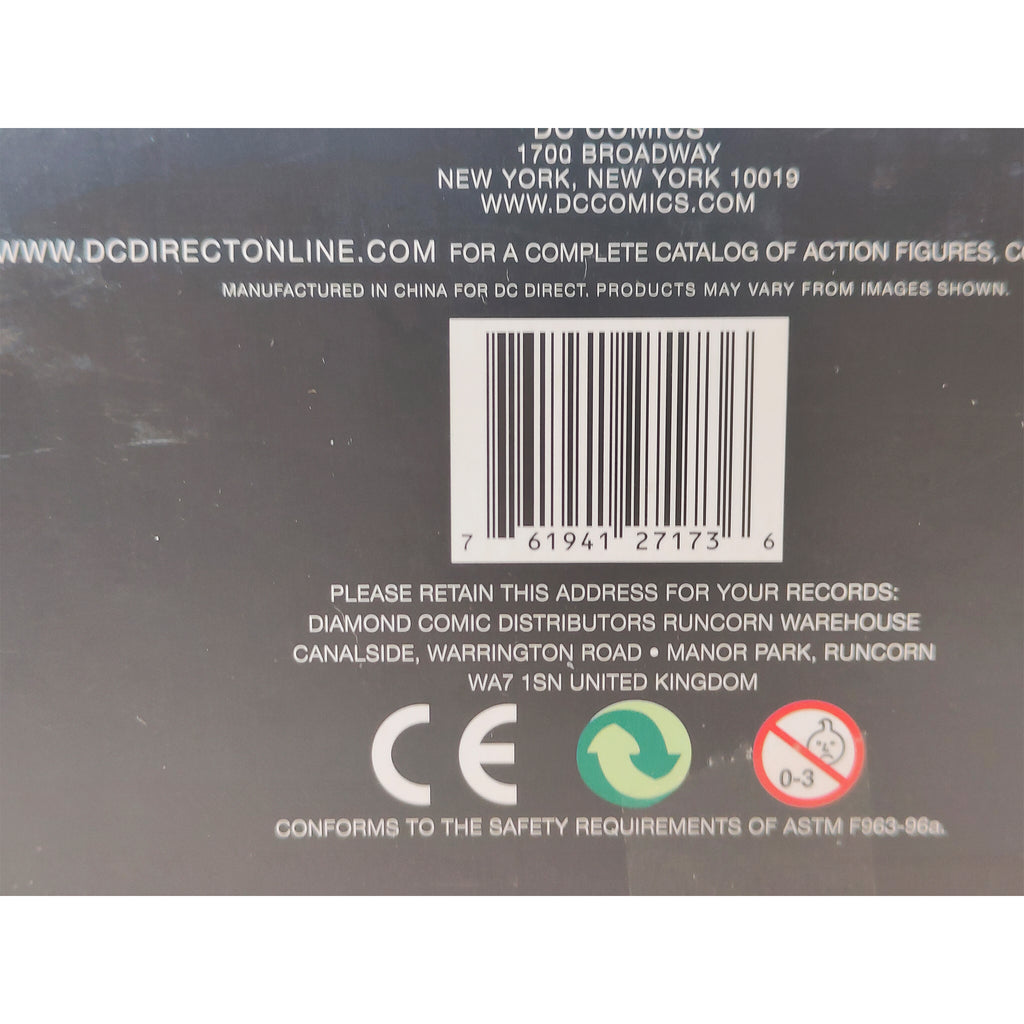 DC COMICS
1700 BROADWAY
NEW YORK, NEW YORK 10019
WWW.DCCOMICS.COM
WWW.DCDIRECTONLINE.COM FOR A COMPLETE CATALOG OF ACTION FIGURES,
MANUFACTURED IN CHINA FOR DC DIRECT. PRODUCTS MAY VARY FROM IMAGES SHOWN.
7 61941 27173 6
PLEASE RETAIN THIS ADDRESS FOR YOUR RECORDS:
DIAMOND COMIC DISTRIBUTORS RUNCORN WAREHOUSE
CANALSIDE, WARRINGTON ROAD • MANOR PARK, RUNCORN
WA7 1SN UNITED KINGDOM
CE
0-3
CONFORMS TO THE SAFETY REQUIREMENTS OF ASTM F963-96a.